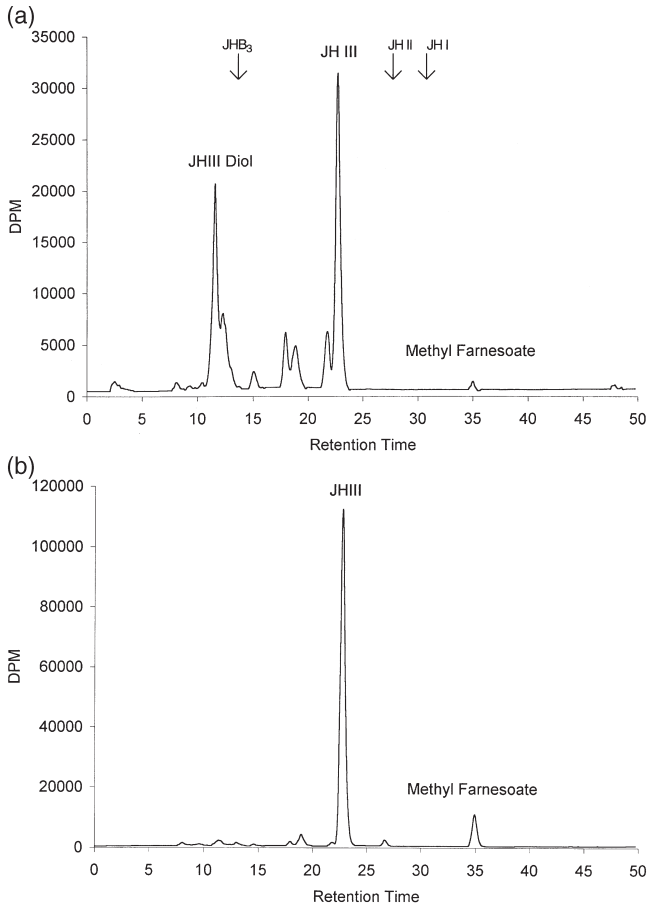 (a)
JHB3
JH III
JH II
JH I
35000
30000
25000
20000
15000
10000
5000
0
DPM
JHIII Diol
Methyl Farnesoate
0 5 10 15 20 25 30 35 40 45 50
Retention Time
(b)
JHIII
120000
100000
80000
60000
40000
20000
0
DPM
Methyl Farnesoate
0 5 10 15 20 25 30 35 40 45 50
Retention Time